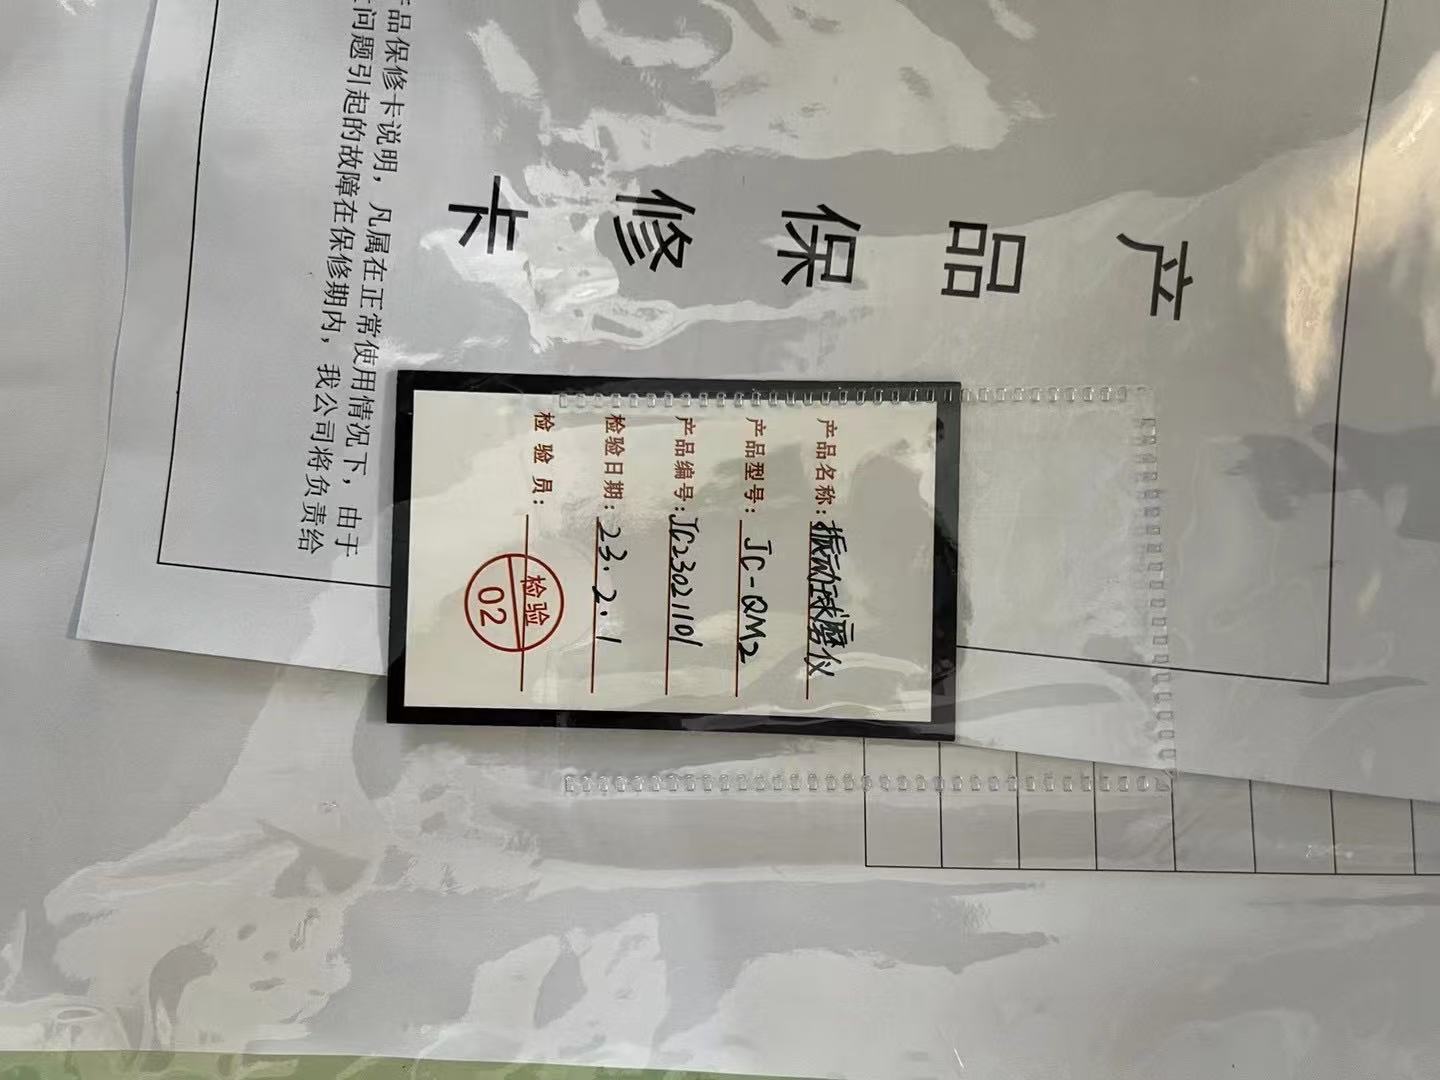 产品保修卡
产品保修卡说明，凡属在正常使用情况下，由于
问题引起的故障在保修期内，我公司将负责给
产品名称：振动球磨仪
产品型号：JC-QM2
产品编号：JC23021101
检验日期：23.2.1
检验员：
检验
02